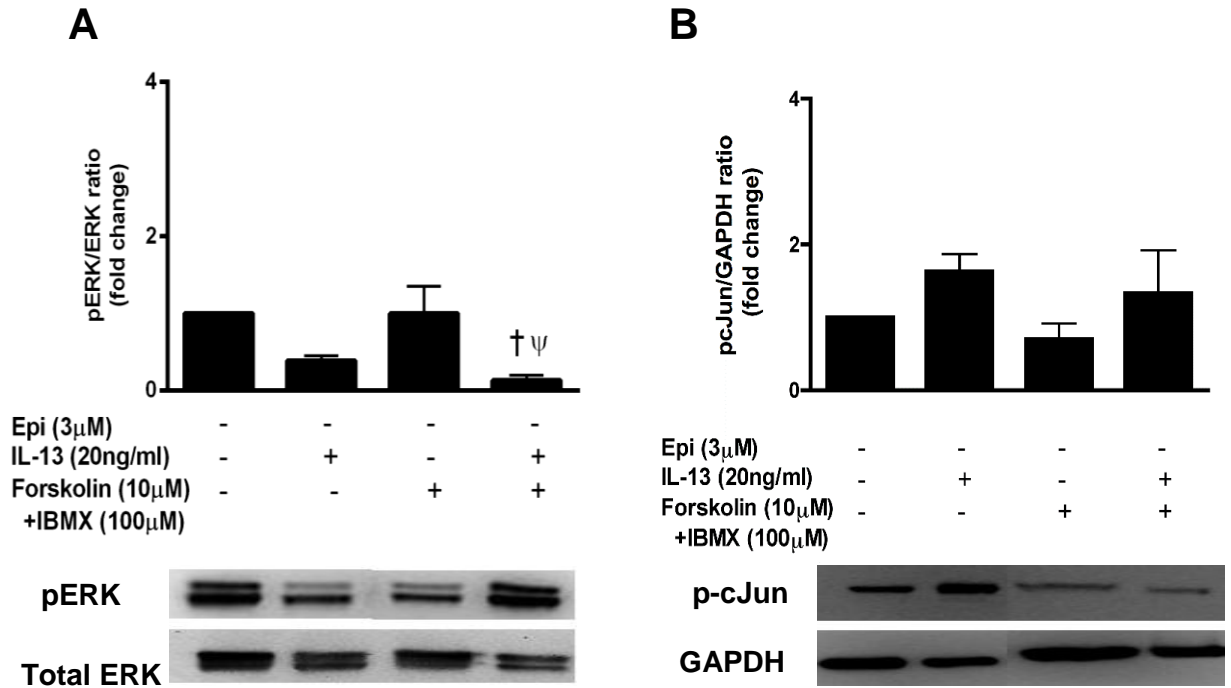 A
pERK/ERK ratio
(fold change)
4
2
0
† ψ
Epi (3μM) - - - -
IL-13 (20ng/ml) - + - +
Forskolin (10μM) - - + +
+IBMX (100μM)
pERK
Total ERK
B
pcJun/GAPDH ratio
(fold change)
4
2
0
Epi (3μM) - - - -
IL-13 (20ng/ml) - + - +
Forskolin (10μM) - - + +
+IBMX (100μM)
p-cJun
GAPDH